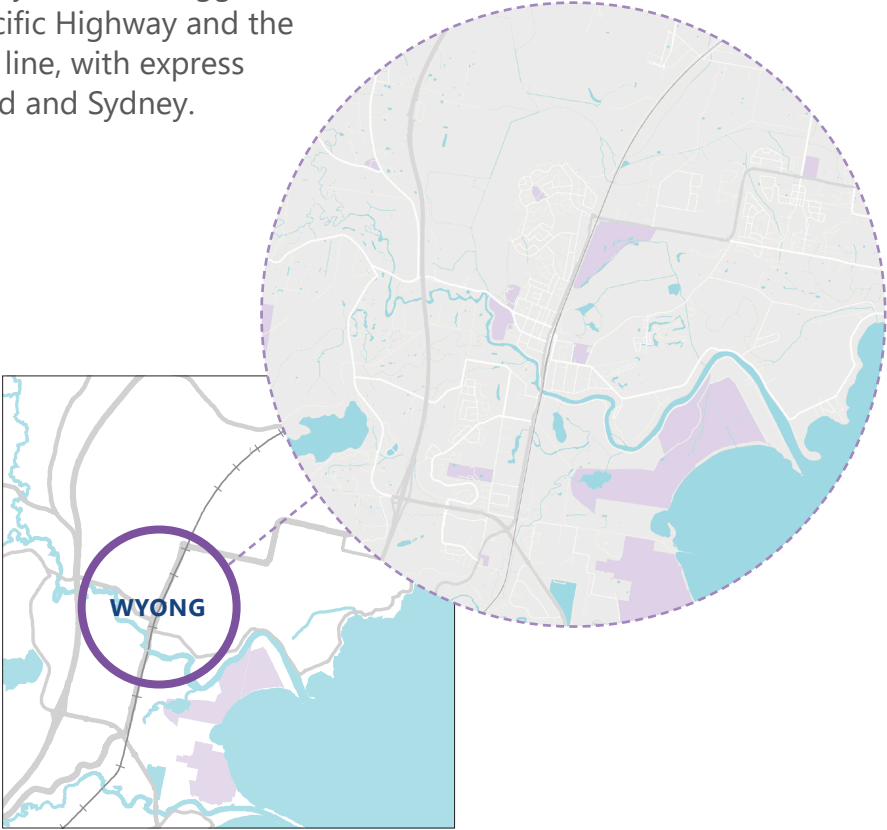 cific Highway and the
line, with express
d and Sydney.
WYONG